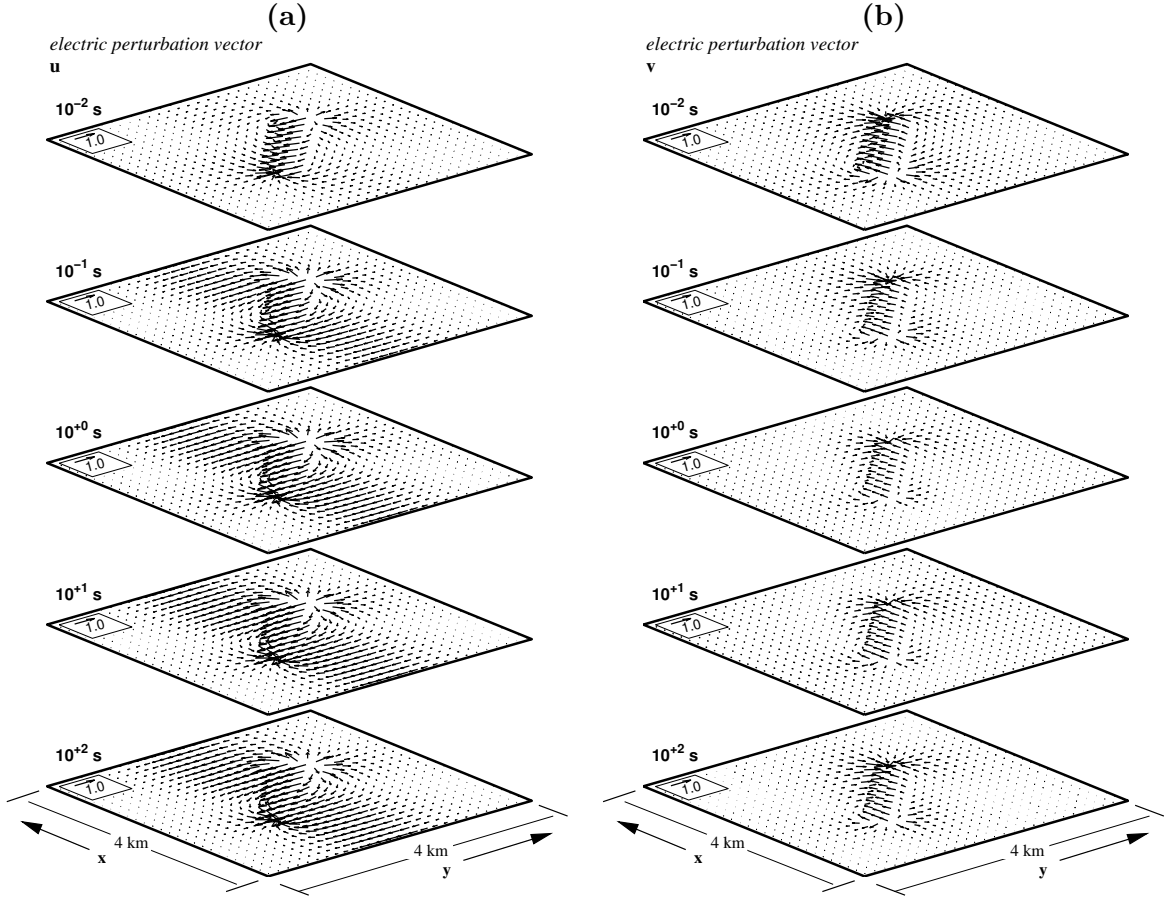 (a)
electric perturbation vector
u
10⁻² s
1.0
10⁻¹ s
1.0
10⁺⁰ s
1.0
10⁺¹ s
1.0
10⁺² s
1.0
4 km
x
4 km
y
(b)
electric perturbation vector
v
10⁻² s
1.0
10⁻¹ s
1.0
10⁺⁰ s
1.0
10⁺¹ s
1.0
10⁺² s
1.0
4 km
x
4 km
y